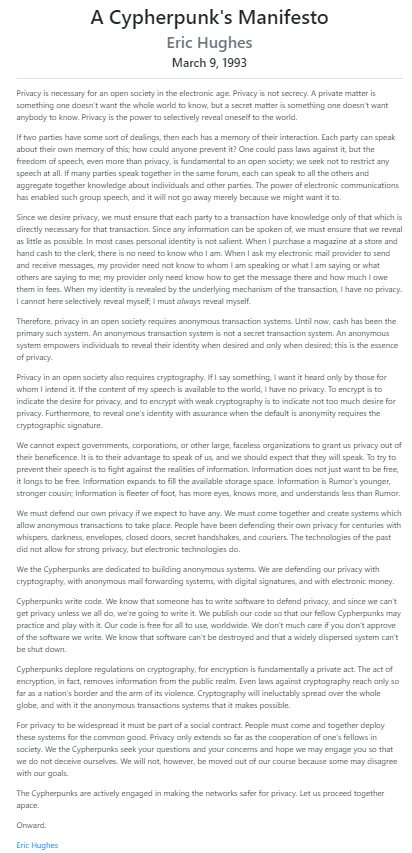 A Cypherpunk's Manifesto
Eric Hughes
March 9, 1993
Privacy is necessary for an open society in the electronic age. Privacy is not secrecy. A private matter is
something one doesn't want the whole world to know, but a secret matter is something one doesn't want
anybody to know. Privacy is the power to selectively reveal oneself to the world.
If two parties have some sort of dealings, then each has a memory of their interaction. Each party can speak
about their own memory of this; how could anyone prevent it? One could pass laws against it, but the
freedom of speech, even more than privacy, is fundamental to an open society; we seek not to restrict any
speech at all. If many parties speak together in the same forum, each can speak to all the others and
aggregate together knowledge about individuals and other parties. The power of electronic communications
has enabled such group speech, and it will not go away merely because we might want it to.
Since we desire privacy, we must ensure that each party to a transaction have knowledge only of that which is
directly necessary for that transaction. Since any information can be spoken of, we must ensure that we reveal
as little as possible. In most cases personal identity is not salient. When I purchase a magazine at a store and
hand cash to the clerk, there is no need to know who I am. When I ask my electronic mail provider to send
and receive messages, my provider need not know to whom I am speaking or what I am saying or what
others are saying to me; my provider only need know how to get the message there and how much I owe
them in fees. When my identity is revealed by the underlying mechanism of the transaction, I have no privacy.
I cannot here selectively reveal myself; I must always reveal myself.
Therefore, privacy in an open society requires anonymous transaction systems. Until now, cash has been the
primary such system. An anonymous transaction system is not a secret transaction system. An anonymous
system empowers individuals to reveal their identity when desired and only when desired; this is the essence
of privacy.
Privacy in an open society also requires cryptography. If I say something, I want it heard only by those for
whom I intend it. If the content of my speech is available to the world, I have no privacy. To encrypt is to
indicate the desire for privacy, and to encrypt with weak cryptography is to indicate not too much desire for
privacy. Furthermore, to reveal one's identity with assurance when the default is anonymity requires the
cryptographic signature.
We cannot expect governments, corporations, or other large, faceless organizations to grant us privacy out of
their beneficence. It is to their advantage to speak of us, and we should expect that they will speak. To try to
prevent their speech is to fight against the realities of information. Information does not just want to be free,
it longs to be free. Information expands to fill the available storage space. Information is Rumor's younger,
stronger cousin; Information is fleeter of foot, has more eyes, knows more, and understands less than Rumor.
We must defend our own privacy if we expect to have any. We must come together and create systems which
allow anonymous transactions to take place. People have been defending their own privacy for centuries with
whispers, darkness, envelopes, closed doors, secret handshakes, and couriers. The technologies of the past
did not allow for strong privacy, but electronic technologies do.
We the Cypherpunks are dedicated to building anonymous systems. We are defending our privacy with
cryptography, with anonymous mail forwarding systems, with digital signatures, and with electronic money.
Cypherpunks write code. We know that someone has to write software to defend privacy, and since we can't
get privacy unless we all do, we're going to write it. We publish our code so that our fellow Cypherpunks may
practice and play with it. Our code is free for all to use, worldwide. We don't much care if you don't approve
of the software we write. We know that software can't be destroyed and that a widely dispersed system can't
be shut down.
Cypherpunks deplore regulations on cryptography, for encryption is fundamentally a private act. The act of
encryption, in fact, removes information from the public realm. Even laws against cryptography reach only so
far as a nation's border and the arm of its violence. Cryptography will ineluctably spread over the whole
globe, and with it the anonymous transactions systems that it makes possible.
For privacy to be widespread it must be part of a social contract. People must come and together deploy
these systems for the common good. Privacy only extends so far as the cooperation of one's fellows in
society. We the Cypherpunks seek your questions and your concerns and hope we may engage you so that
we do not deceive ourselves. We will not, however, be moved out of our course because some may disagree
with our goals.
The Cypherpunks are actively engaged in making the networks safer for privacy. Let us proceed together
apace.
Onward.
Eric Hughes